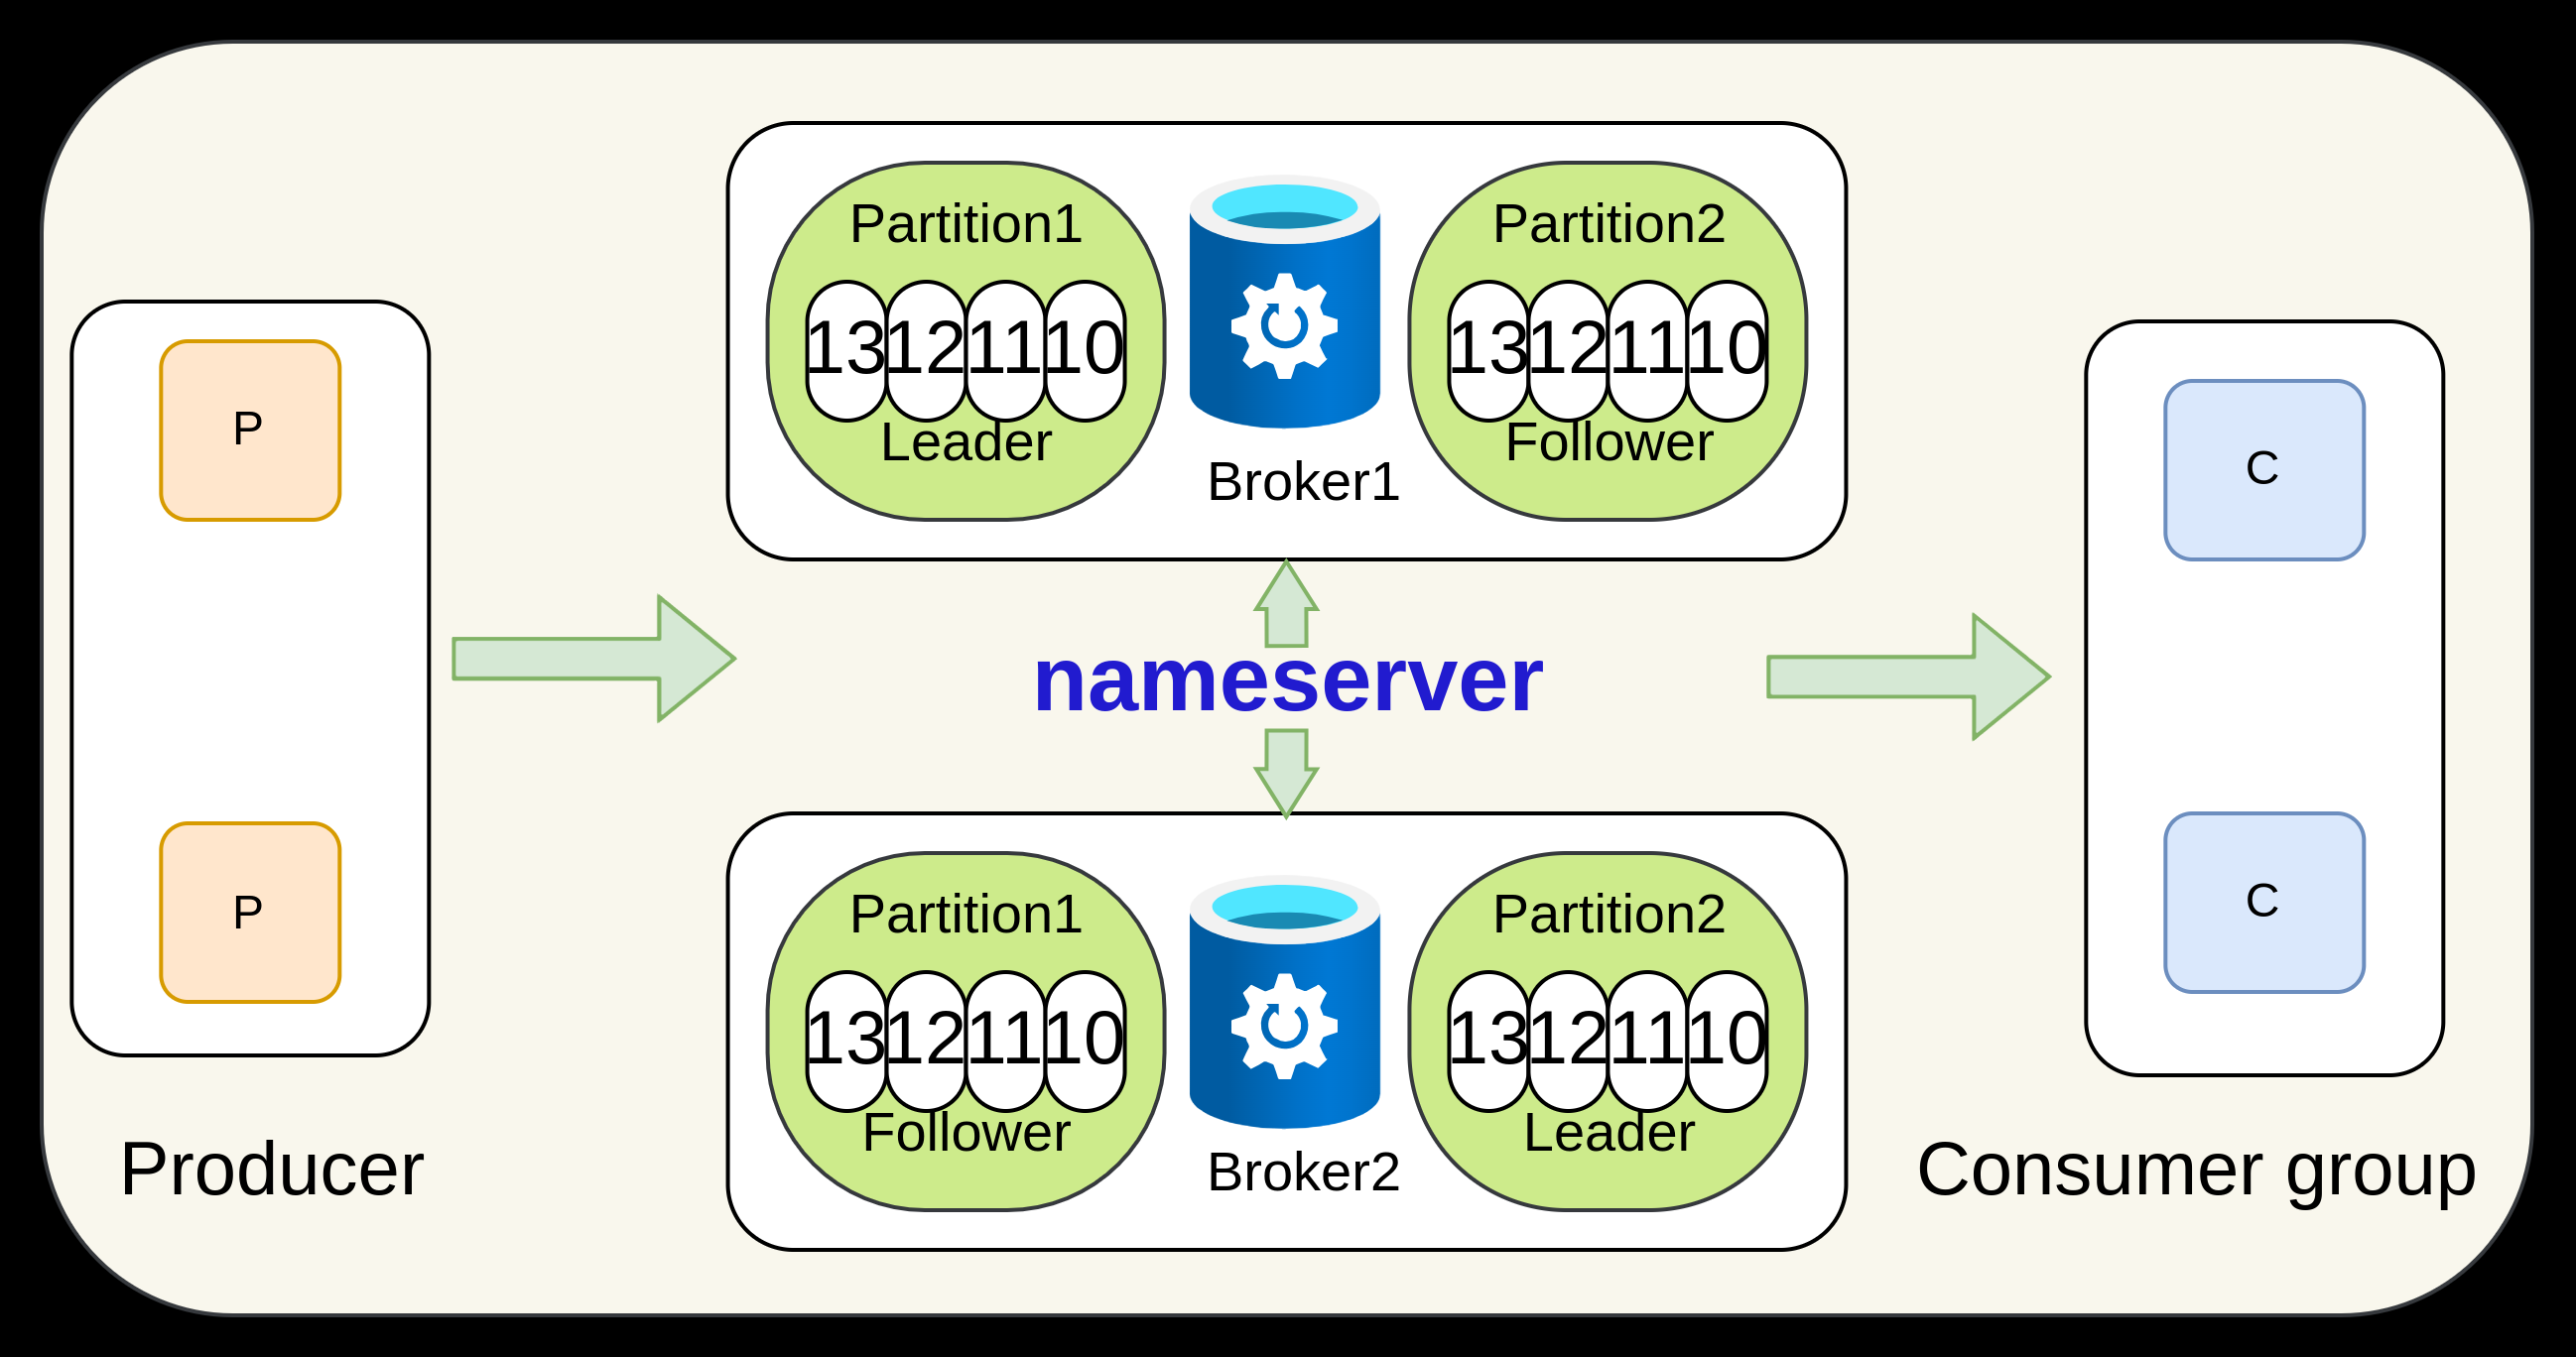 Partition1
13 12 11 10
Leader
Broker1
Partition2
13 12 11 10
Follower
P
P
Producer
nameserver
C
C
Consumer group
Partition1
13 12 11 10
Follower
Broker2
Partition2
13 12 11 10
Leader